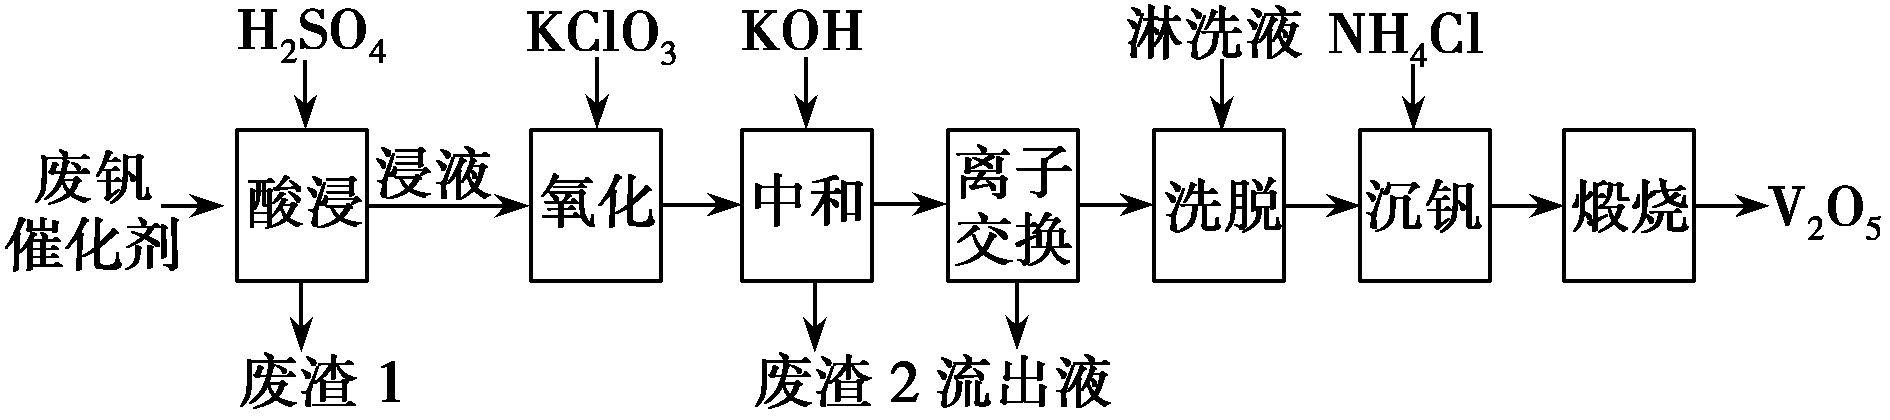 H₂SO₄
KClO₃
KOH
淋洗液
NH₄Cl
废钒
催化剂
酸浸
浸液
氧化
中和
离子
交换
洗脱
沉钒
煅烧
V₂O₅
废渣 1
废渣 2
流出液